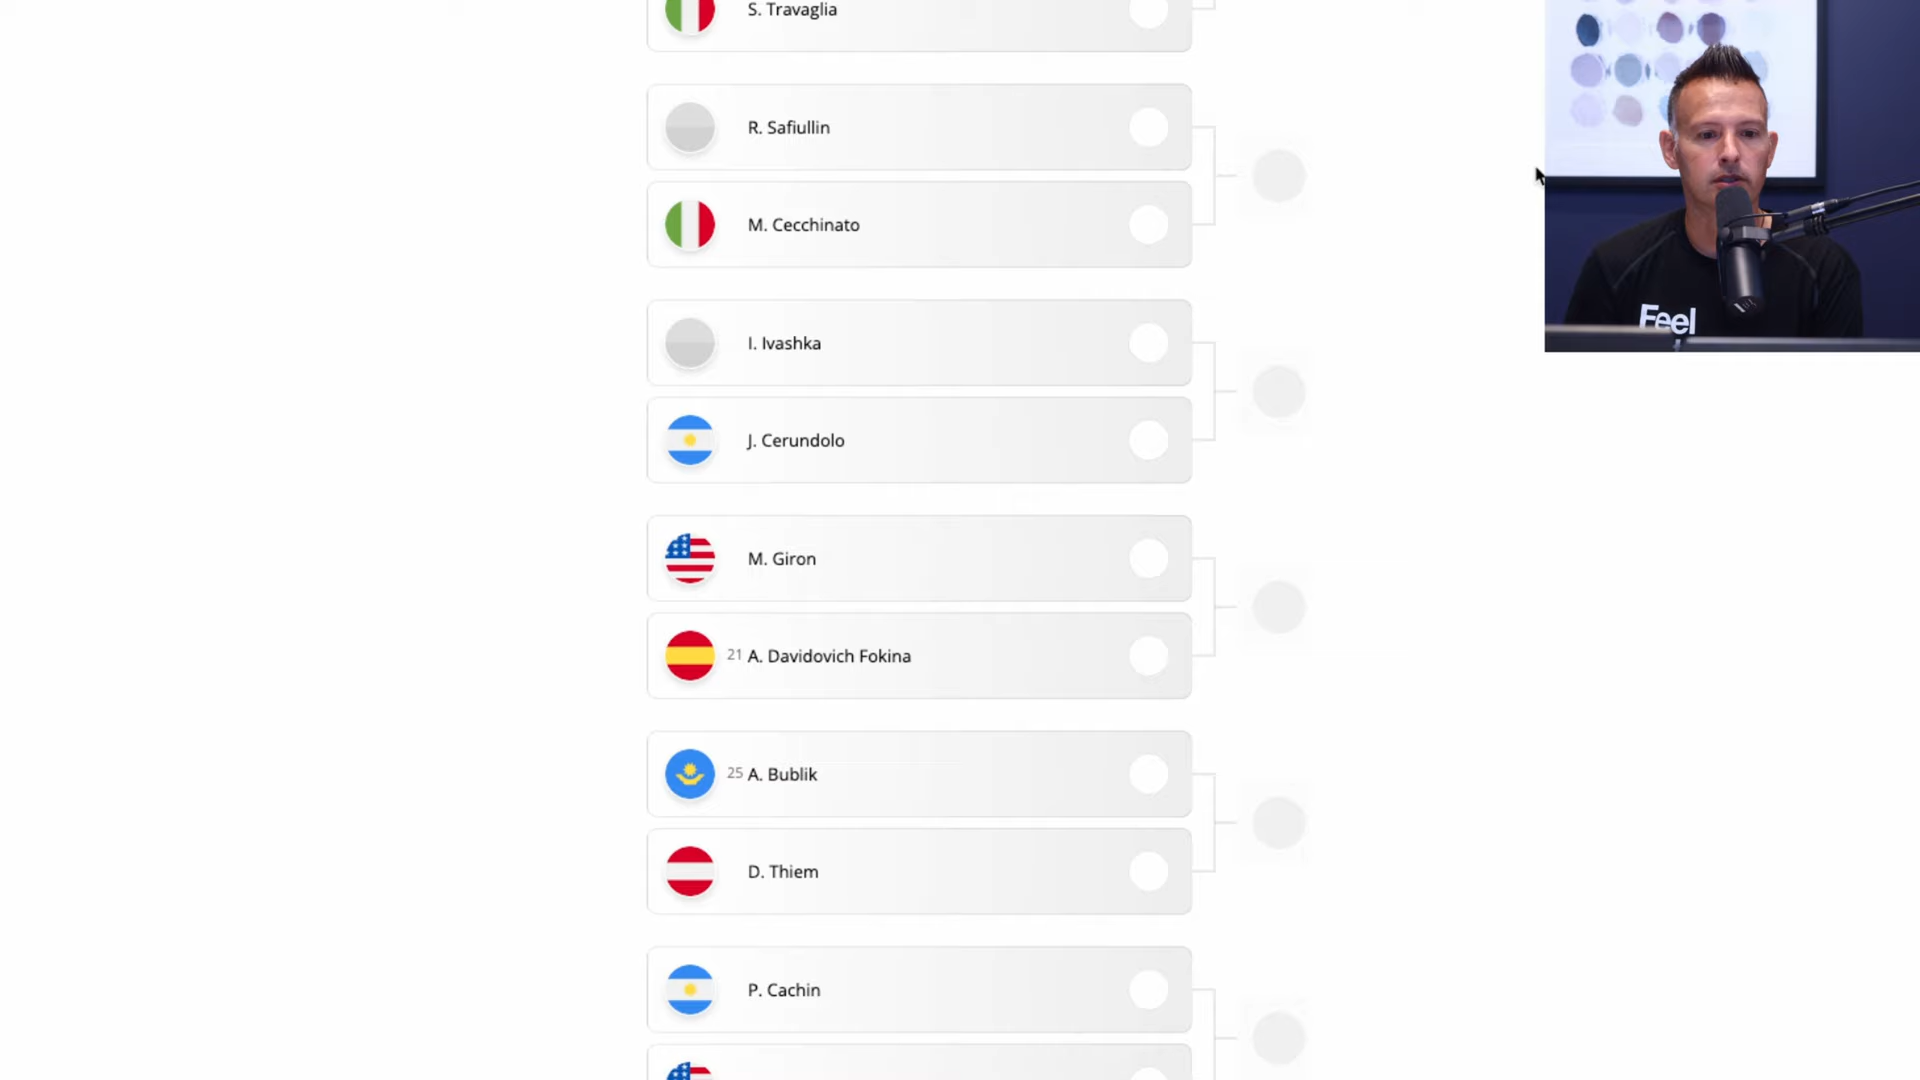 S. Travaglia
R. Safiullin
M. Cecchinato
I. Ivashka
J. Cerundolo
M. Giron
21 A. Davidovich Fokina
25 A. Bublik
D. Thiem
P. Cachin
Feel